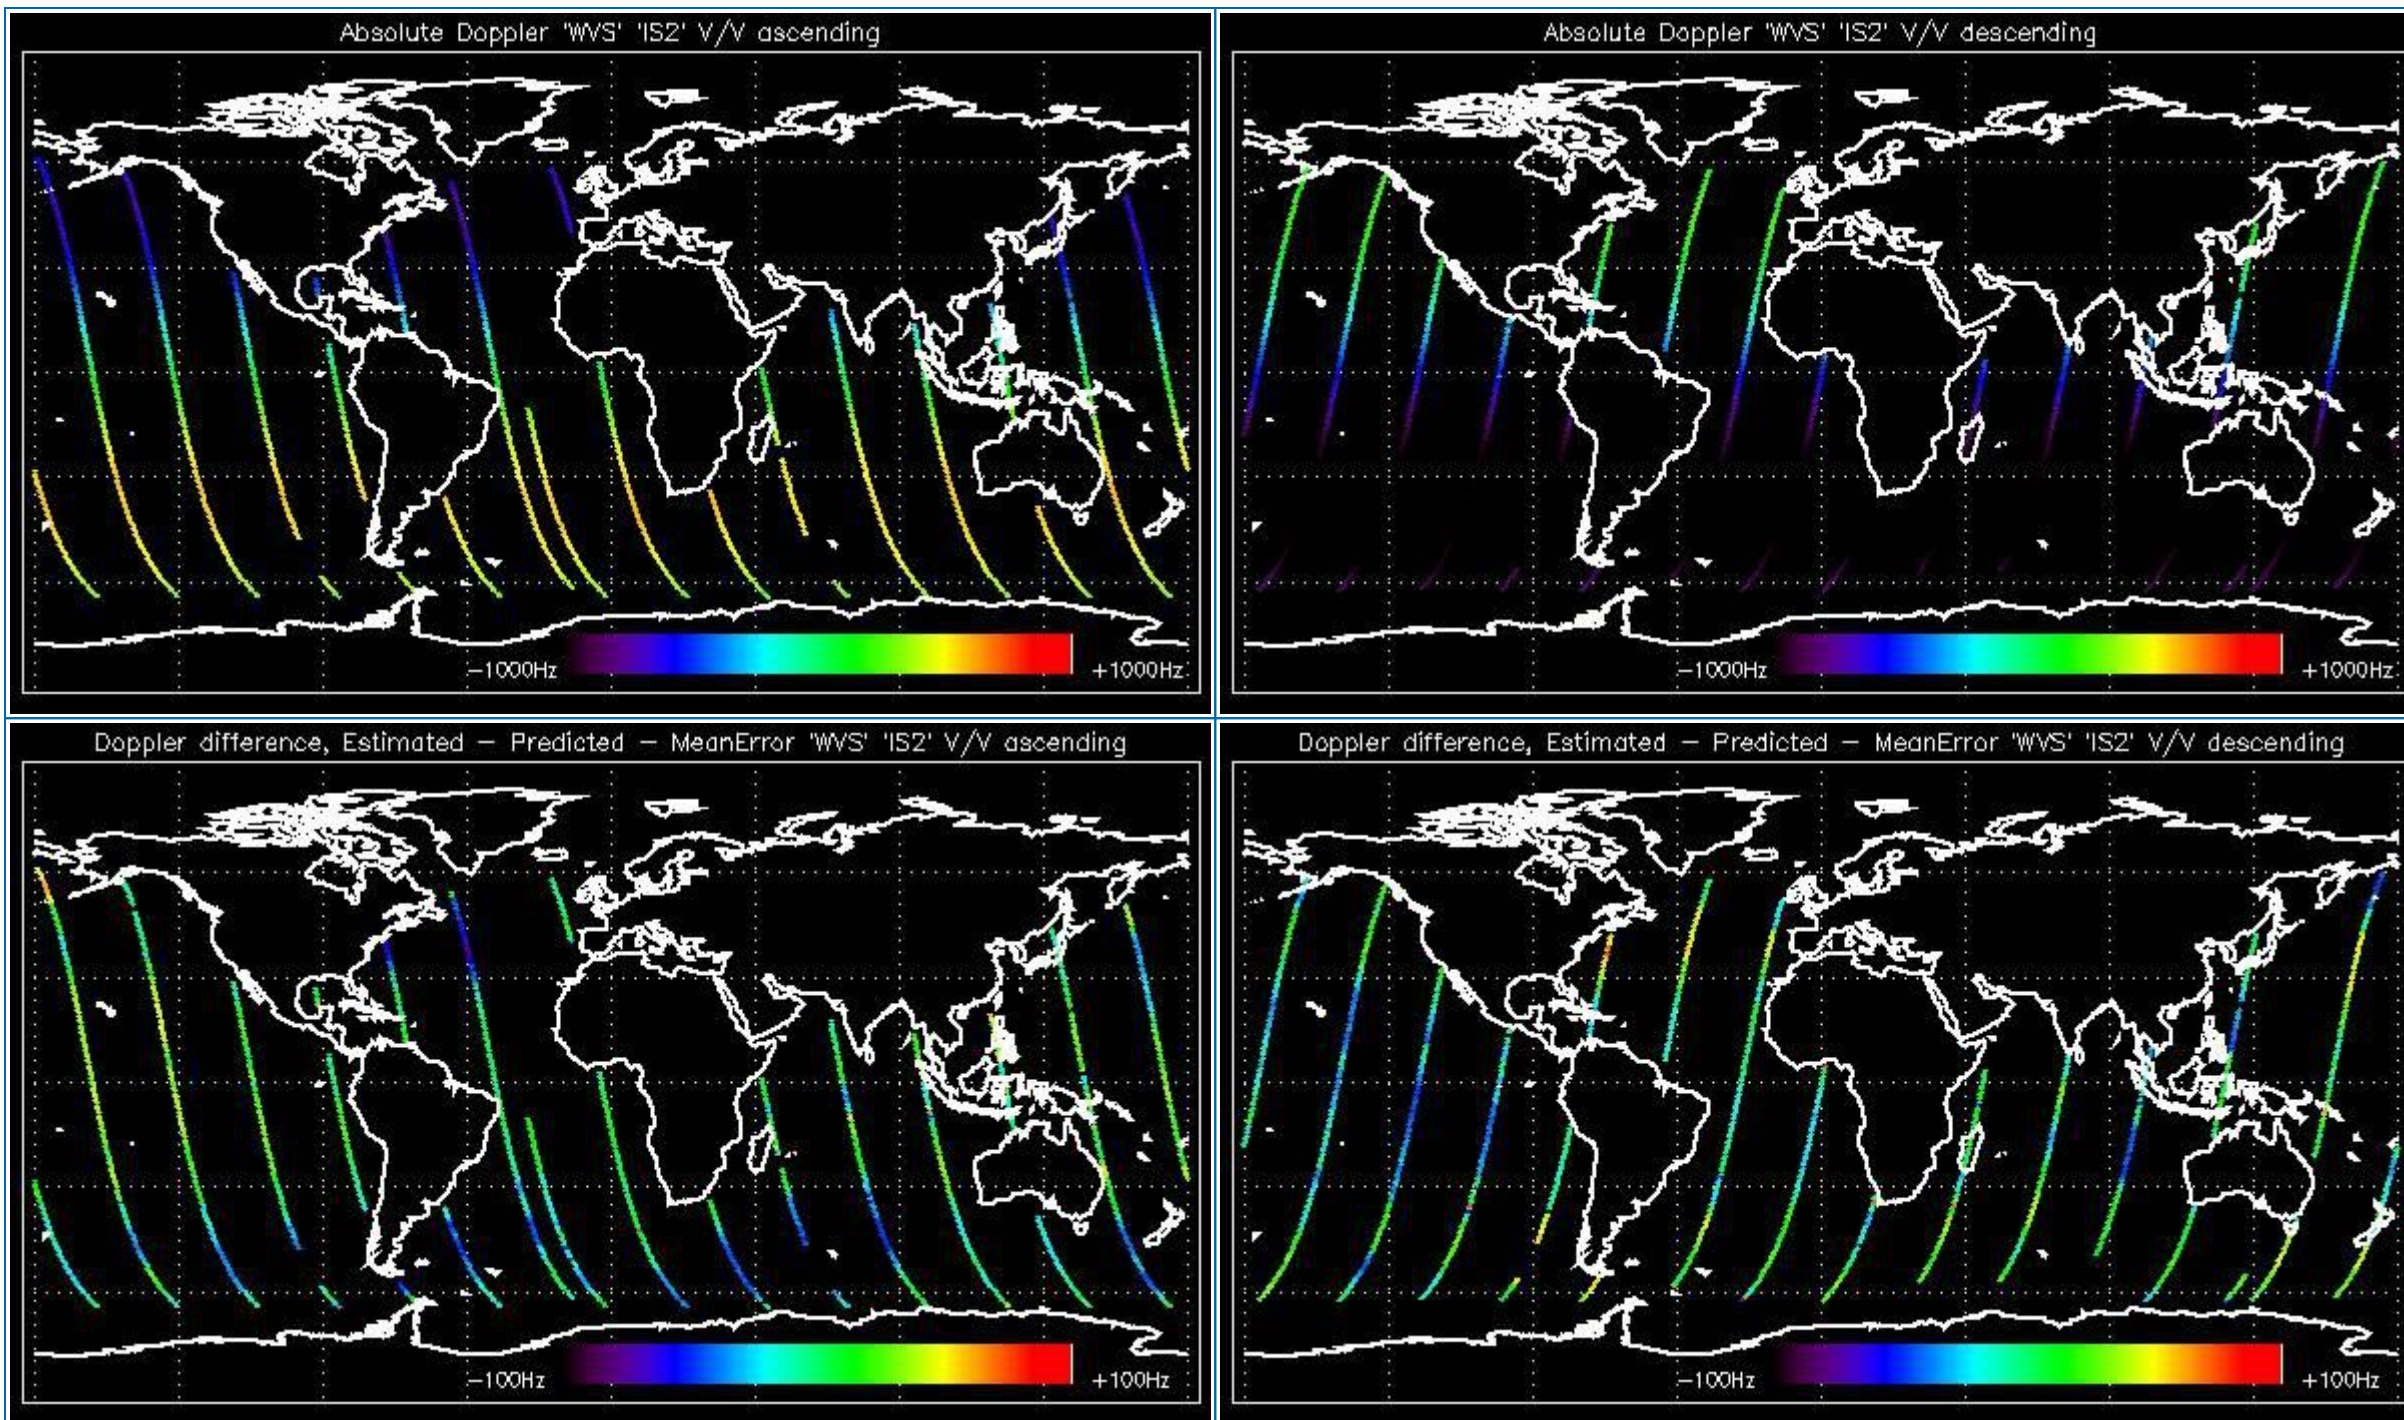 Absolute Doppler 'WVS' 'IS2' V/V ascending
-1000Hz
+1000Hz
Absolute Doppler 'WVS' 'IS2' V/V descending
-1000Hz
+1000Hz
Doppler difference, Estimated - Predicted - MeanError 'WVS' 'IS2' V/V ascending
-100Hz
+100Hz
Doppler difference, Estimated - Predicted - MeanError 'WVS' 'IS2' V/V descending
-100Hz
+100Hz